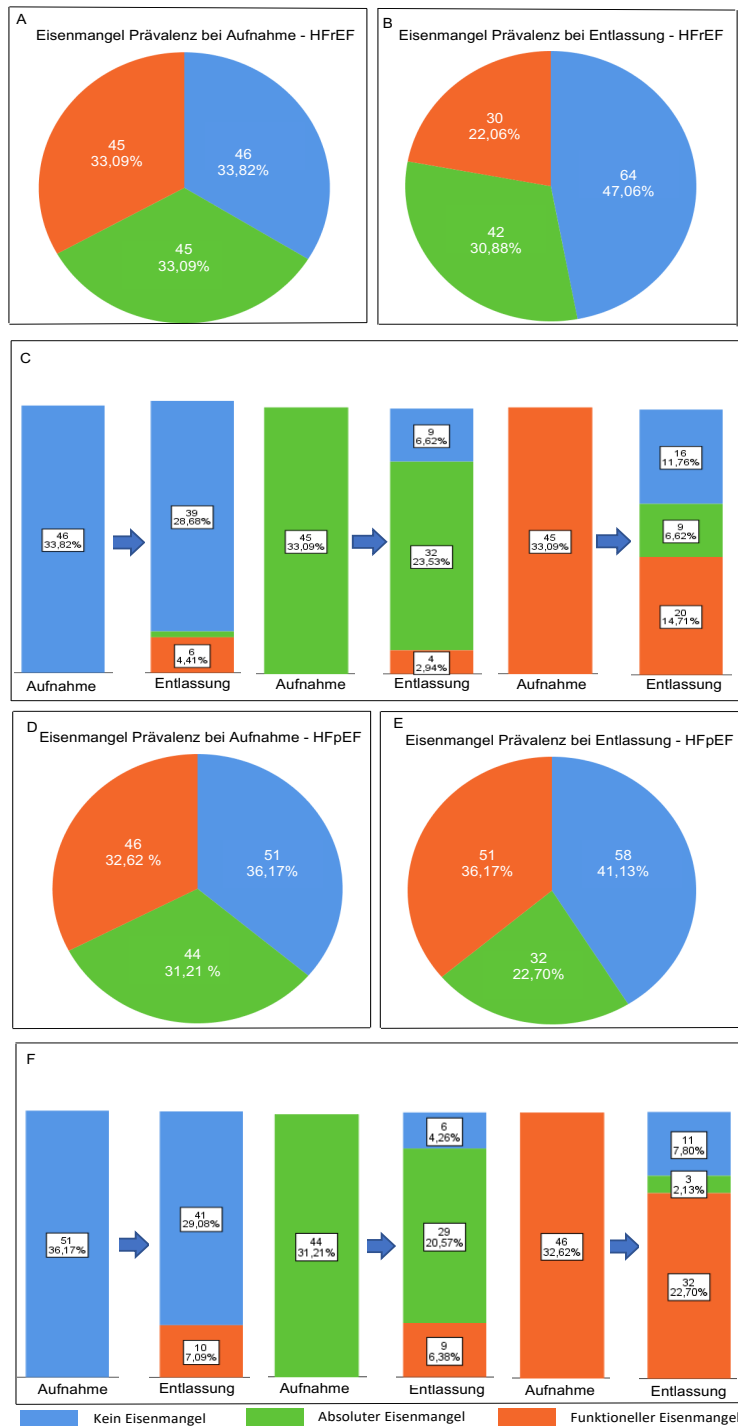 A
Eisenmangel Prävalenz bei Aufnahme - HFrEF
45
33,09%
46
33,82%
45
33,09%
B
Eisenmangel Prävalenz bei Entlassung - HFrEF
30
22,06%
64
47,06%
42
30,88%
C
46
33,82%
39
28,68%
6
4,41%
45
33,09%
9
6,62%
32
23,53%
4
2,94%
45
33,09%
16
11,76%
9
6,62%
20
14,71%
Aufnahme
Entlassung
Aufnahme
Entlassung
Aufnahme
Entlassung
D
Eisenmangel Prävalenz bei Aufnahme - HFpEF
46
32,62 %
51
36,17%
44
31,21 %
E
Eisenmangel Prävalenz bei Entlassung - HFpEF
51
36,17%
58
41,13%
32
22,70%
F
51
36,17%
41
29,08%
10
7,09%
44
31,21%
6
4,26%
29
20,57%
9
6,38%
46
32,62%
11
7,80%
3
2,13%
32
22,70%
Aufnahme
Entlassung
Aufnahme
Entlassung
Aufnahme
Entlassung
Kein Eisenmangel
Absoluter Eisenmangel
Funktioneller Eisenmangel